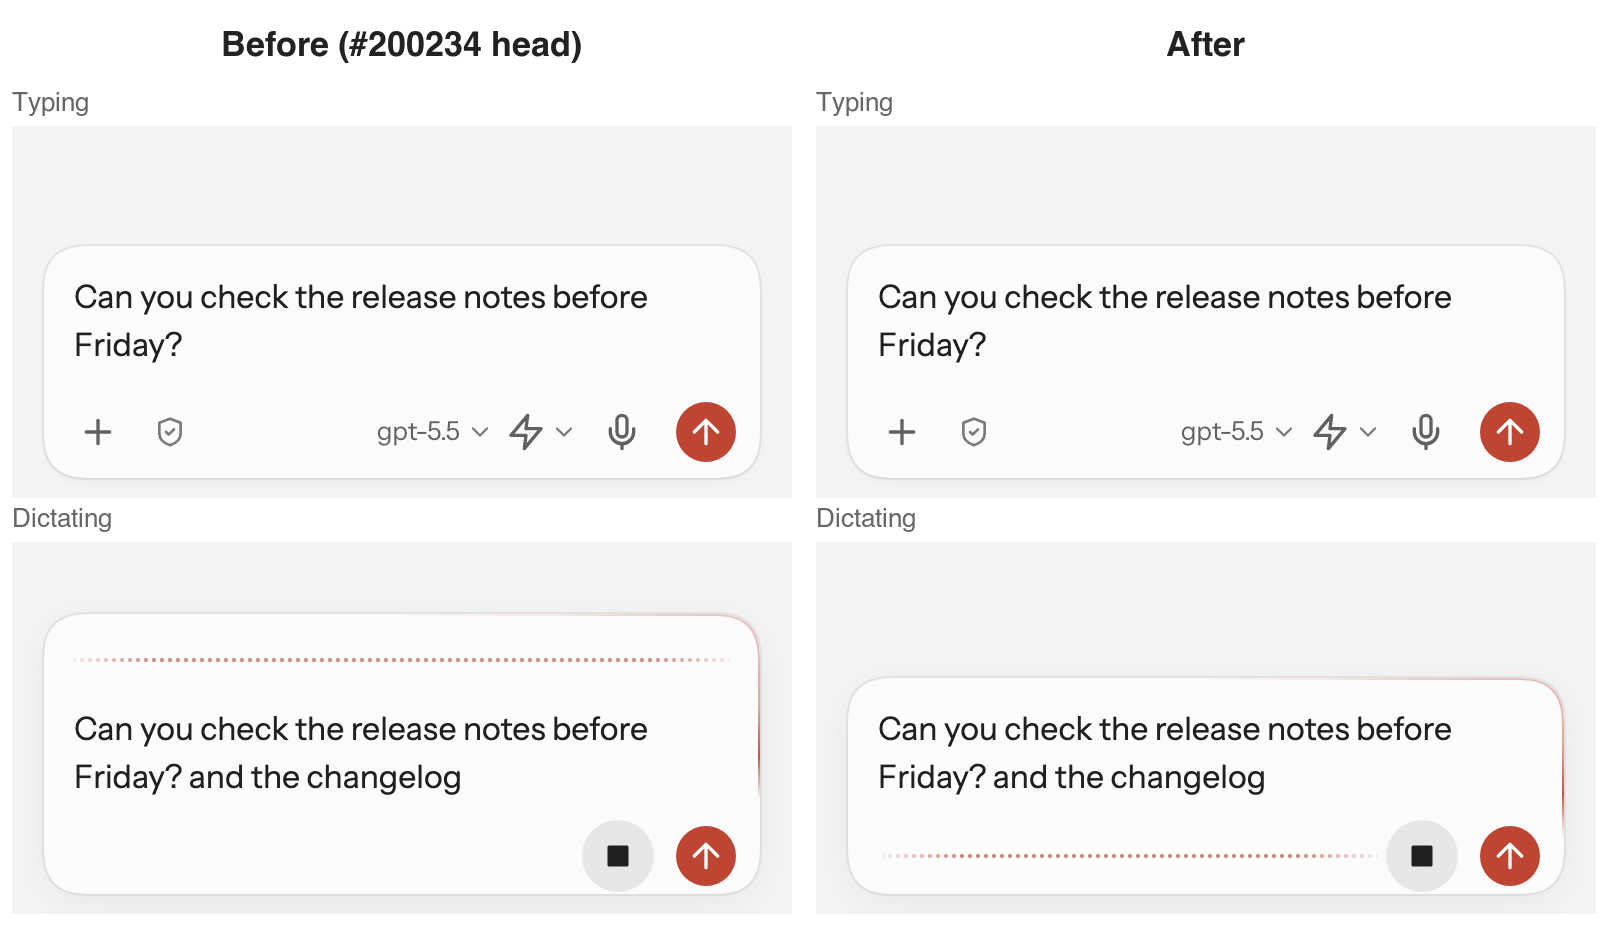 Before (#200234 head)
After
Typing
Typing
Can you check the release notes before
Friday?
gpt-5.5
Can you check the release notes before
Friday?
gpt-5.5
Dictating
Dictating
Can you check the release notes before
Friday? and the changelog
Can you check the release notes before
Friday? and the changelog